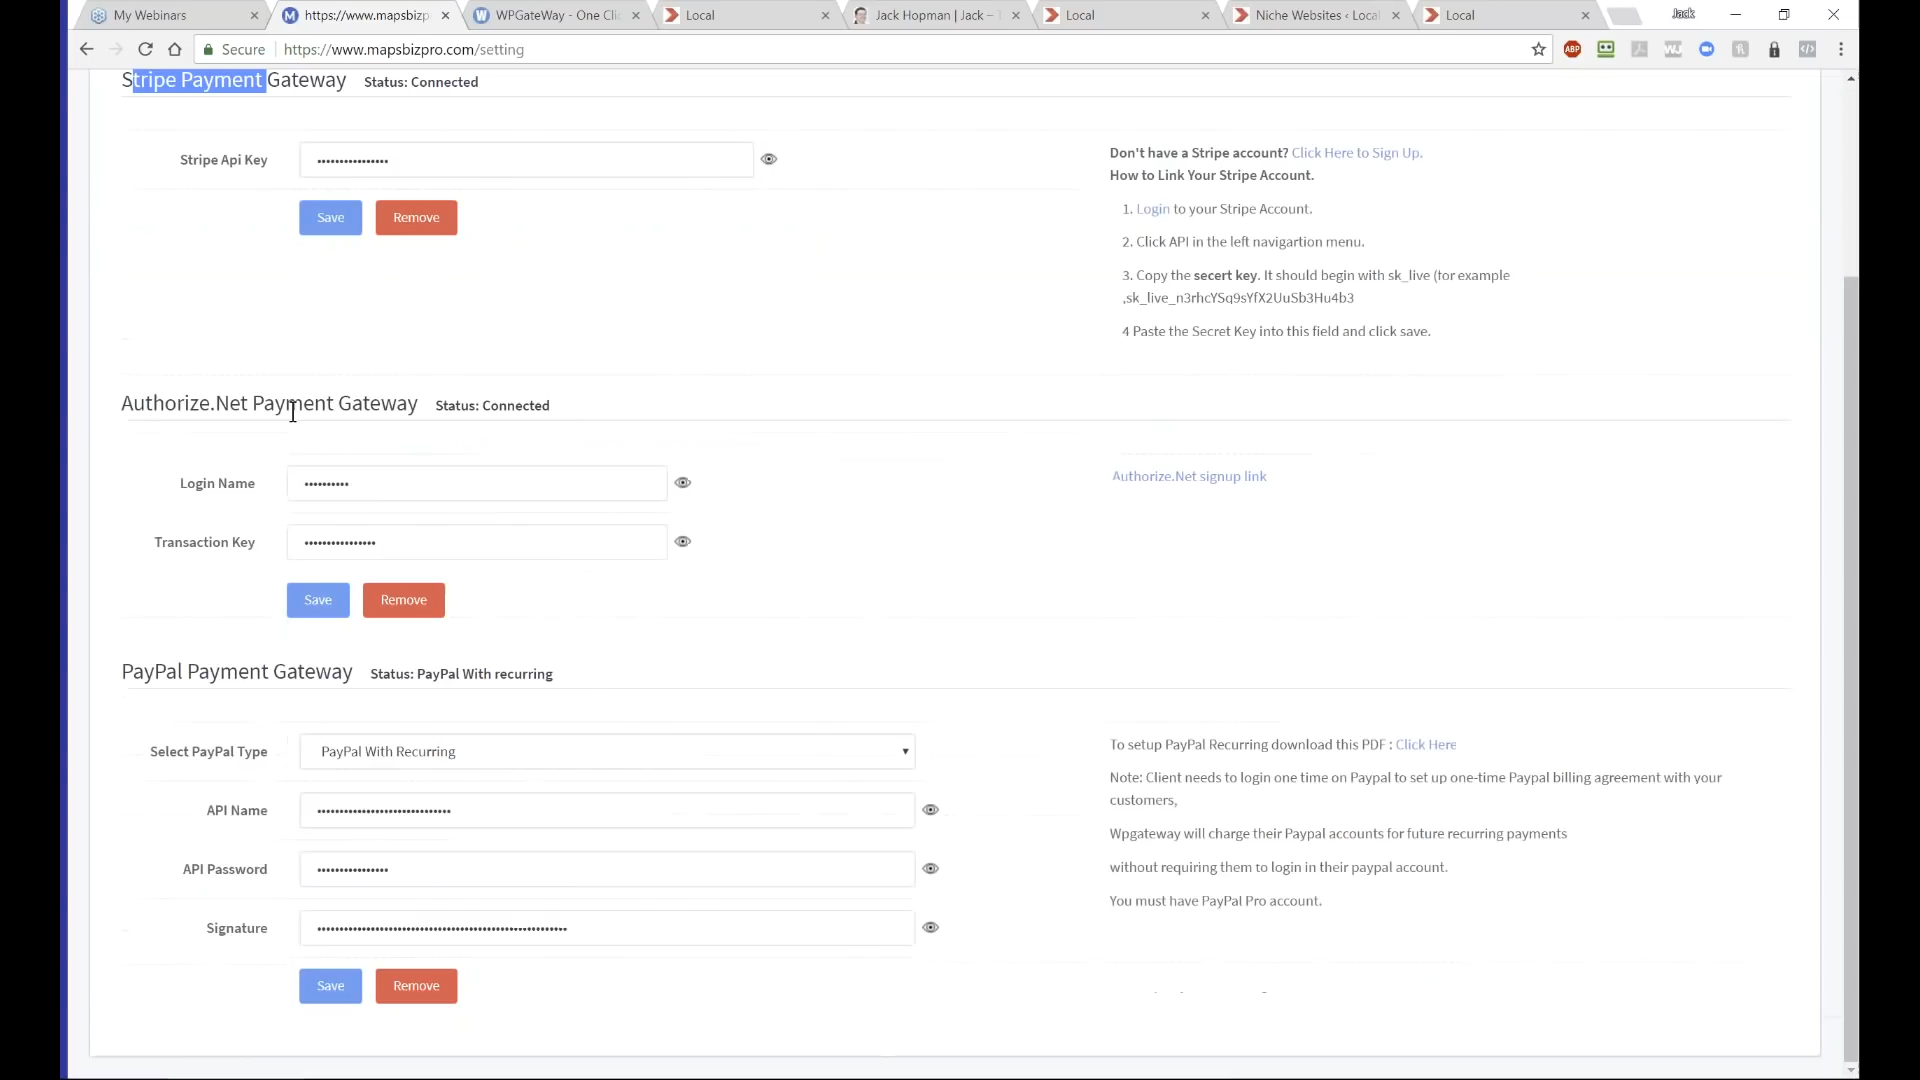 My Webinars
https://www.mapsbizp
WPGateWay - One Clic
Local
Jack Hopman | Jack – T
Local
Niche Websites ‹ Local
Local
Jack
Secure
https://www.mapsbizpro.com/setting
ABP
Stripe Payment Gateway Status: Connected
Stripe Api Key
••••••••••••••••
Save
Remove
Don't have a Stripe account? Click Here to Sign Up.
How to Link Your Stripe Account.
1. Login to your Stripe Account.
2. Click API in the left navigartion menu.
3. Copy the secert key. It should begin with sk_live (for example
,sk_live_n3rhcYSq9sYfX2UuSb3Hu4b3
4 Paste the Secret Key into this field and click save.
Authorize.Net Payment Gateway Status: Connected
Login Name
••••••••••
Authorize.Net signup link
Transaction Key
••••••••••••••••
Save
Remove
PayPal Payment Gateway Status: PayPal With recurring
Select PayPal Type
PayPal With Recurring
API Name
API Password
••••••••••••••••
Signature
Save
Remove
To setup PayPal Recurring download this PDF : Click Here
Note: Client needs to login one time on Paypal to set up one-time Paypal billing agreement with your
customers,
Wpgateway will charge their Paypal accounts for future recurring payments
without requiring them to login in their paypal account.
You must have PayPal Pro account.